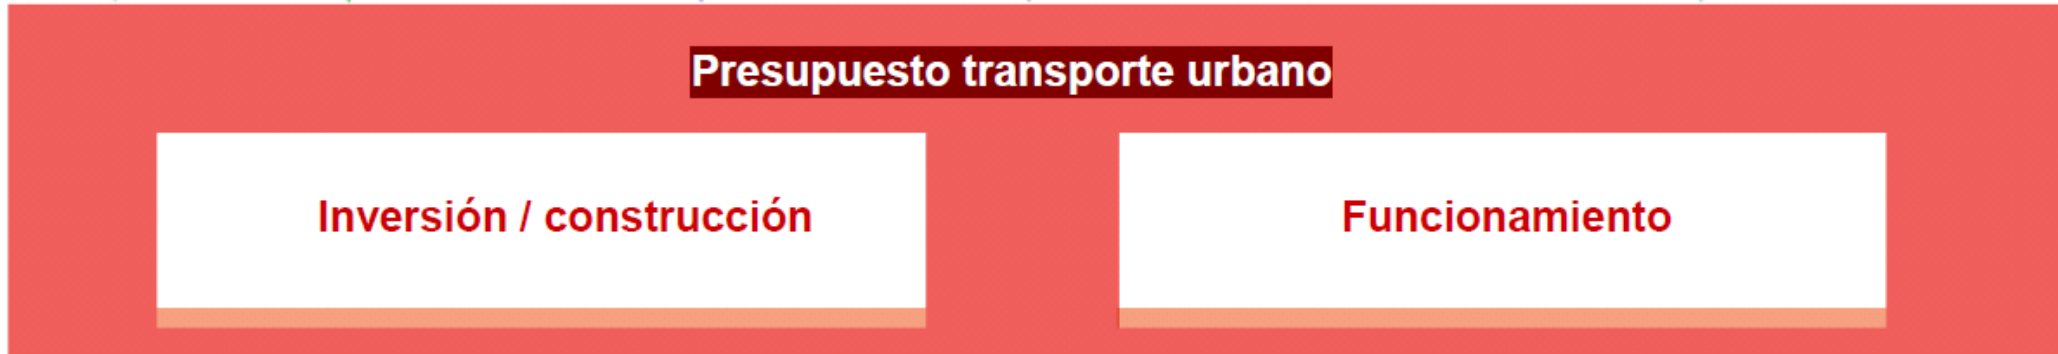 Presupuesto transporte urbano
Inversión / construcción
Funcionamiento